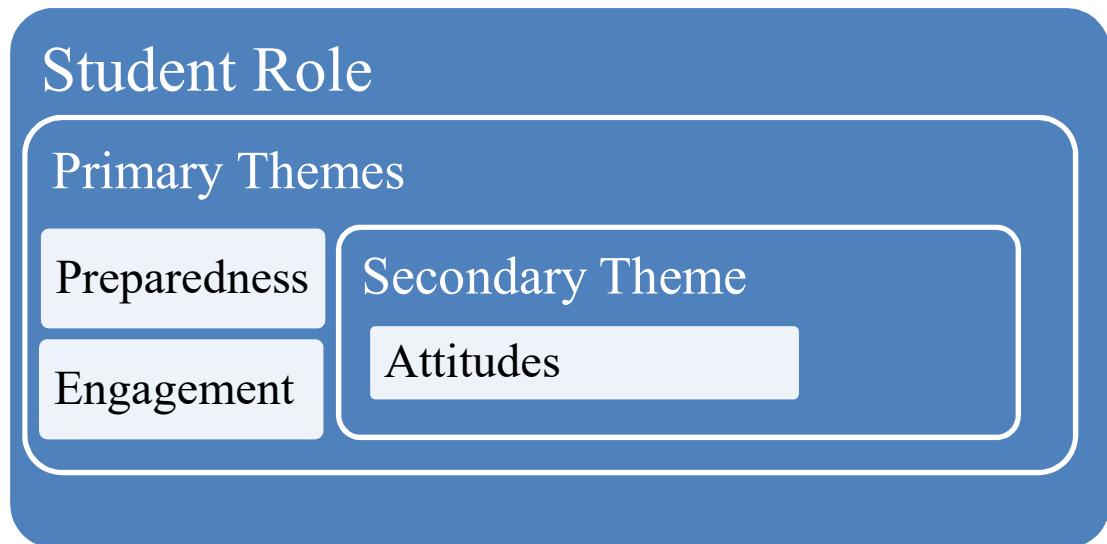 Student Role
Primary Themes
Preparedness
Engagement
Secondary Theme
Attitudes